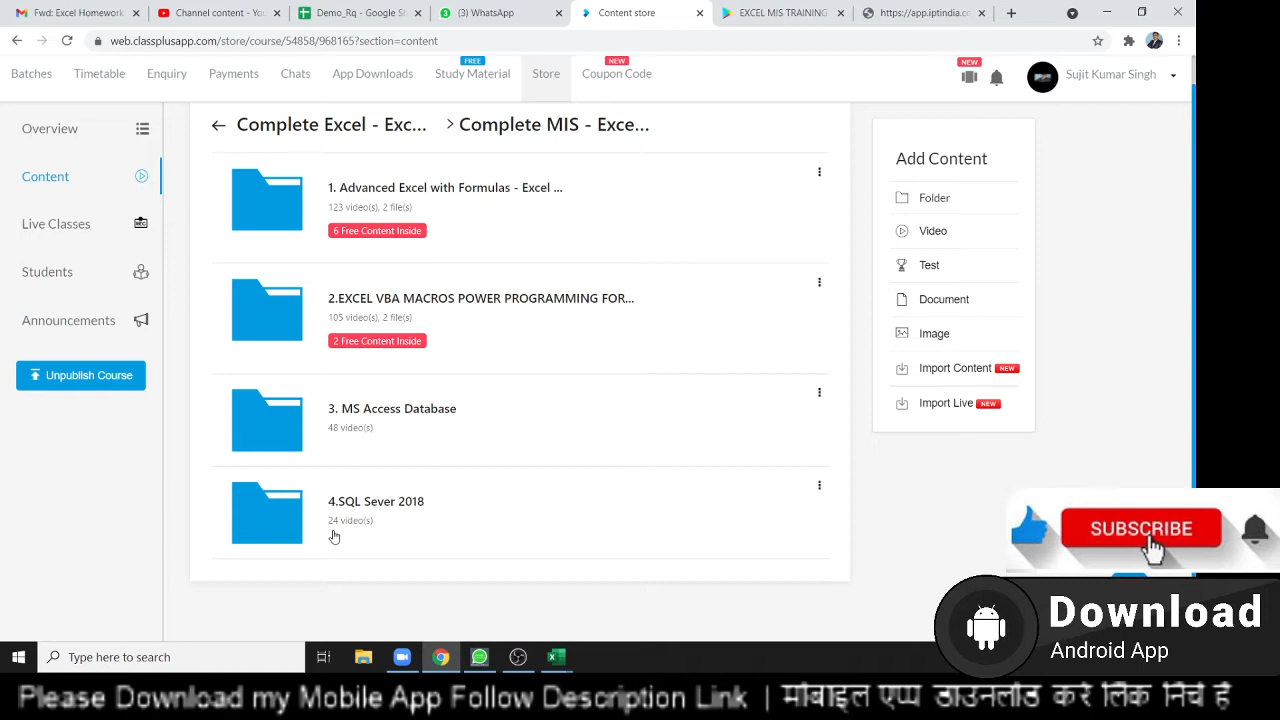 Fwd: Excel Homework
Channel content - Yo
Demo_Rq - Google Sh
(3) WhatsApp
Content store
EXCEL MIS TRAINING
https://app.iptindia.co
web.classplusapp.com/store/course/54858/968165?section=content
Batches
Timetable
Enquiry
Payments
Chats
App Downloads
FREE
Study Material
Store
NEW
Coupon Code
NEW
Sujit Kumar Singh
Overview
Content
Live Classes
REC
Students
Announcements
Unpublish Course
Complete Excel - Exc... > Complete MIS - Exce...
1. Advanced Excel with Formulas - Excel ...
123 video(s), 2 file(s)
6 Free Content Inside
2.EXCEL VBA MACROS POWER PROGRAMMING FOR...
105 video(s), 2 file(s)
2 Free Content Inside
3. MS Access Database
48 video(s)
4.SQL Sever 2018
24 video(s)
Add Content
Folder
Video
Test
Document
Image
Import Content NEW
Import Live NEW
SUBSCRIBE
Download
Android App
Type here to search
Please Download my Mobile App Follow Description Link | मोबाइल एप्प डाउनलोड करे लिंक निचे है